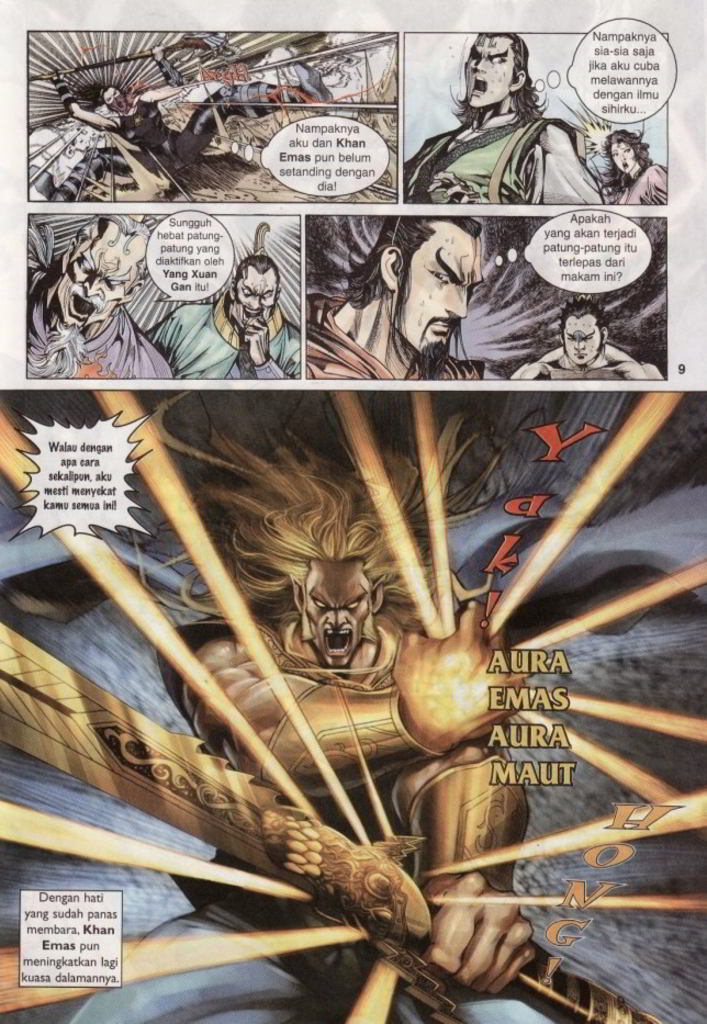 Nampaknya
aku dan Khan
Emas pun belum
setanding dengan
dia!
Nampaknya
sia-sia saja
jika aku cuba
melawannya
dengan ilmu
sihirku...
Sungguh
hebat patung-
patung yang
diaktifkan oleh
Yang Xuan
Gan itu!
Apakah
yang akan terjadi
patung-patung itu
terlepas dari
makam ini?
9
Walau dengan
apa cara
sekalipun, aku
mesti menyekat
kamu semua ini!
Yak!
AURA
EMAS
AURA
MAUT
HONG!
Dengan hati
yang sudah panas
membara, Khan
Emas pun
meningkatkan lagi
kuasa dalamannya.